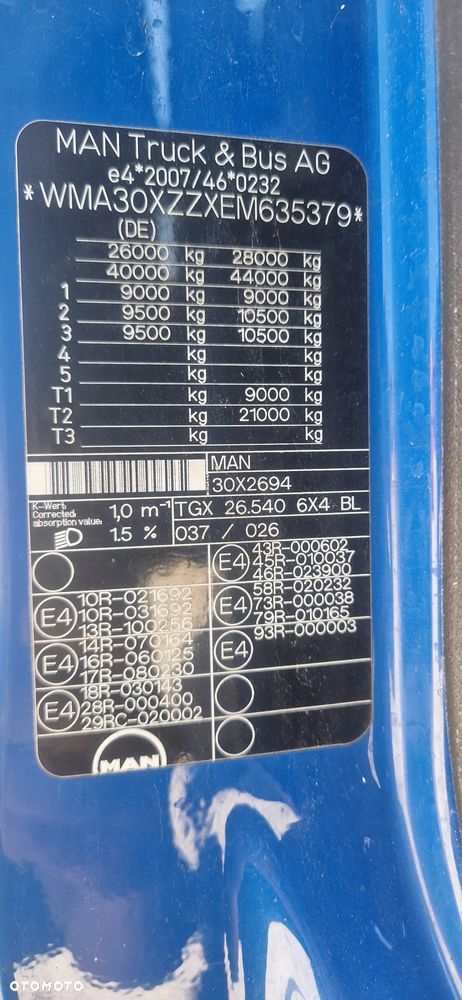 MAN Truck & Bus AG
e4*2007/46*0232
*WMA30XZZXEM635379*
(DE)
26000 kg 28000 kg
40000 kg 44000 kg
1 9000 kg 9000 kg
2 9500 kg 10500 kg
3 9500 kg 10500 kg
4 kg kg
5 kg kg
T1 kg 9000 kg
T2 kg 21000 kg
T3 kg kg
MAN
30X2694
K-Wert:
Corrected
absorption value:
1,0 m⁻¹
TGX 26.540 6X4 BL
1.5 %
037 / 026
E4
43R-000602
45R-010037
46R-023900
E4
10R-021692
10R-031692
13R-100256
E4
58R-020232
73R-000038
79R-010165
E4
14R-070164
16R-060125
17R-080230
E4
93R-000003
E4
18R-030143
28R-000400
29RC-020002
MAN
OTOMOTO